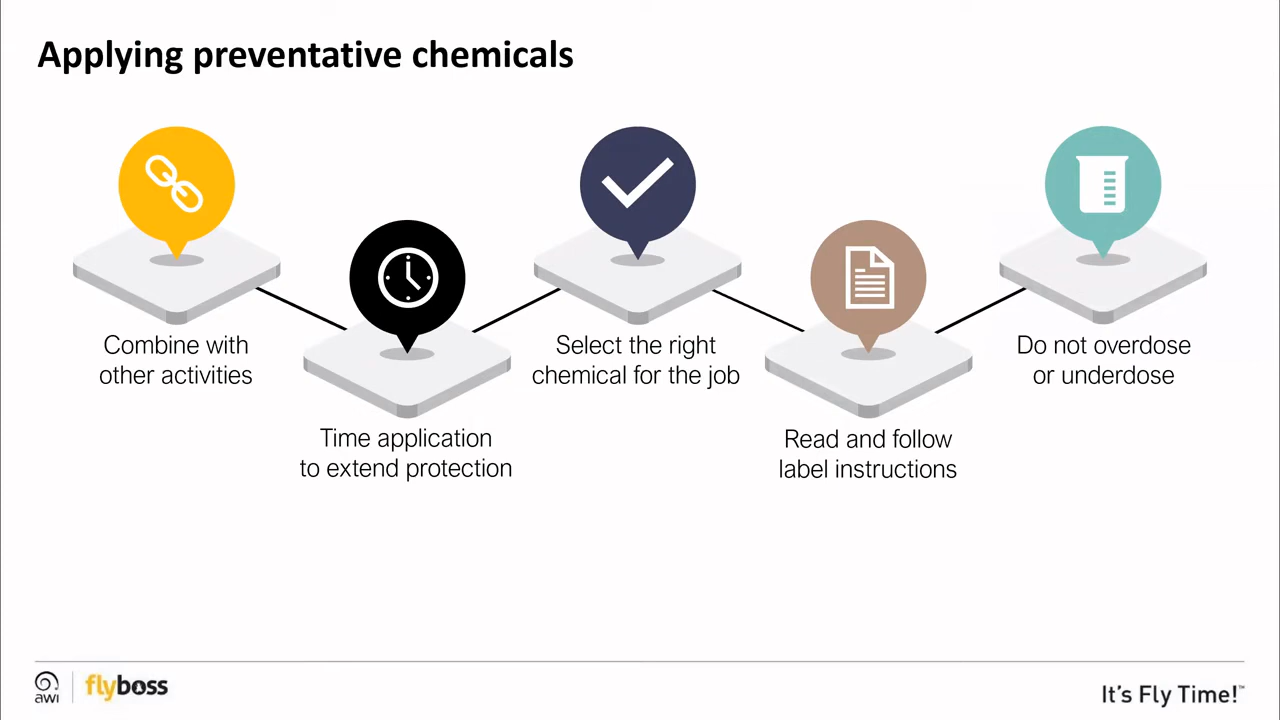 Applying preventative chemicals
Combine with
other activities
Time application
to extend protection
Select the right
chemical for the job
Read and follow
label instructions
Do not overdose
or underdose
awi
flyboss
It's Fly Time!™